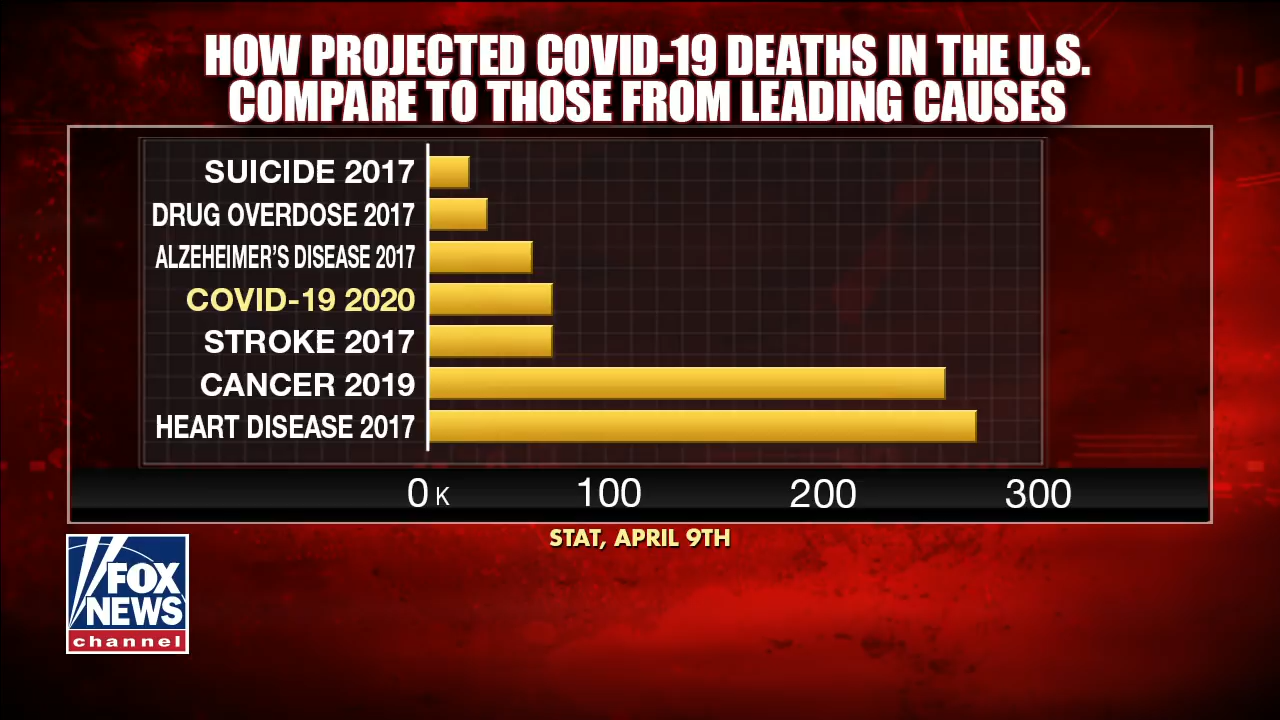 HOW PROJECTED COVID-19 DEATHS IN THE U.S.
COMPARE TO THOSE FROM LEADING CAUSES
SUICIDE 2017
DRUG OVERDOSE 2017
ALZEHEIMER'S DISEASE 2017
COVID-19 2020
STROKE 2017
CANCER 2019
HEART DISEASE 2017
0 K 100 200 300
STAT, APRIL 9TH
FOX
NEWS
channel